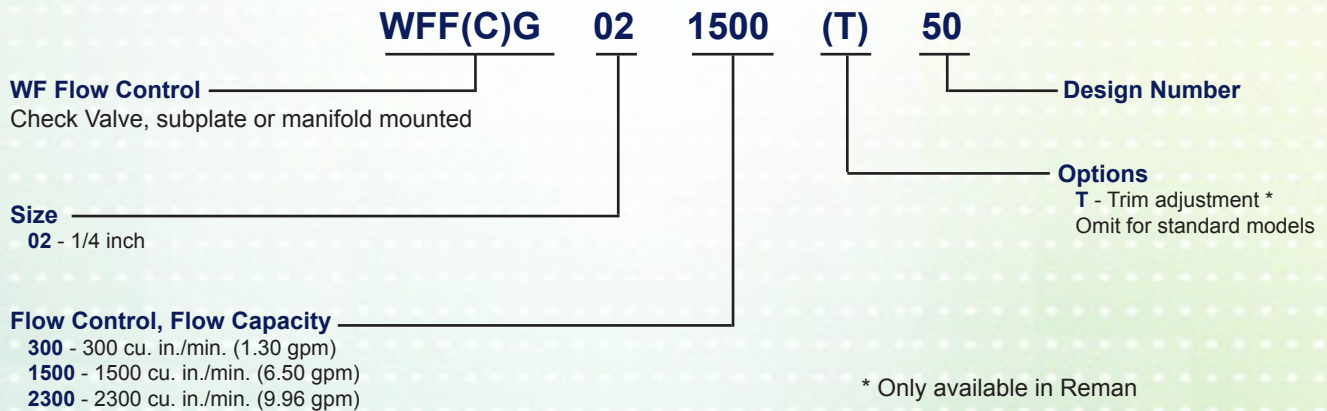 WFF(C)G 02 1500 (T) 50
WF Flow Control
Check Valve, subplate or manifold mounted
Design Number
Options
T - Trim adjustment *
Omit for standard models
Size
02 - 1/4 inch
Flow Control, Flow Capacity
300 - 300 cu. in./min. (1.30 gpm)
1500 - 1500 cu. in./min. (6.50 gpm)
2300 - 2300 cu. in./min. (9.96 gpm)
* Only available in Reman